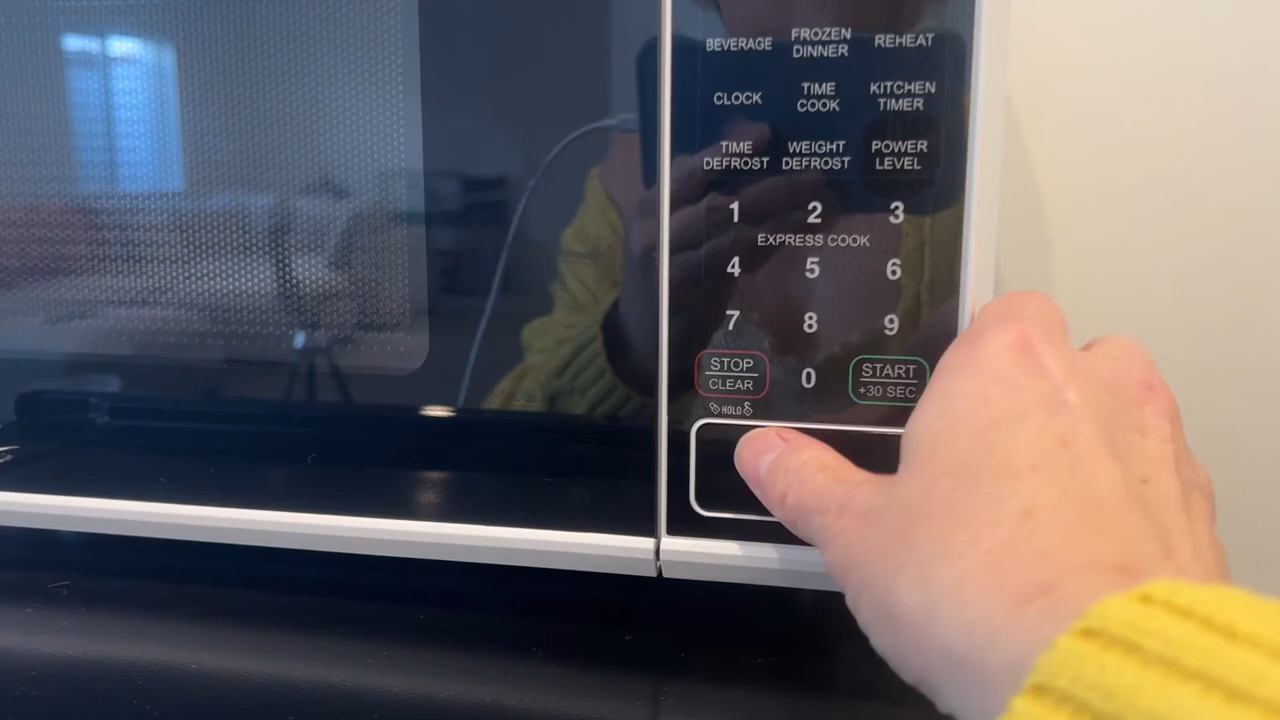 BEVERAGE
FROZEN
DINNER
REHEAT
CLOCK
TIME
COOK
KITCHEN
TIMER
TIME
DEFROST
WEIGHT
DEFROST
POWER
LEVEL
1 2 3
EXPRESS COOK
4 5 6
7 8 9
STOP
CLEAR
0
START
+30 SEC.
HOLD